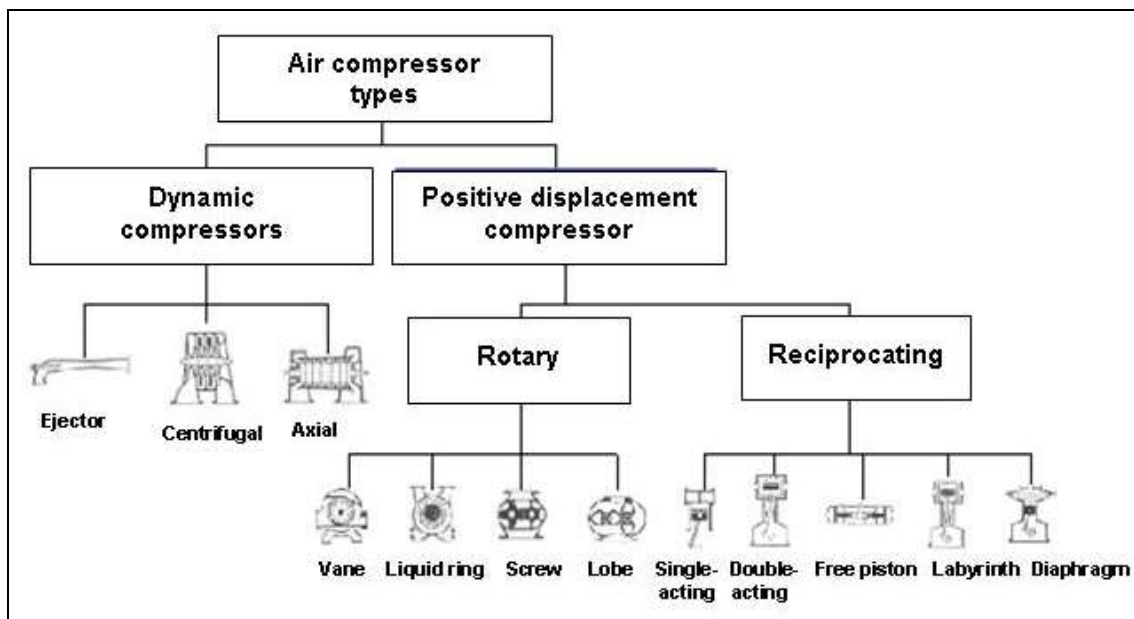 Air compressor
types
Dynamic
compressors
Positive displacement
compressor
Rotary
Reciprocating
Ejector
Centrifugal
Axial
Vane
Liquid ring
Screw
Lobe
Single-
acting
Double-
acting
Free piston
Labyrinth
Diaphragm